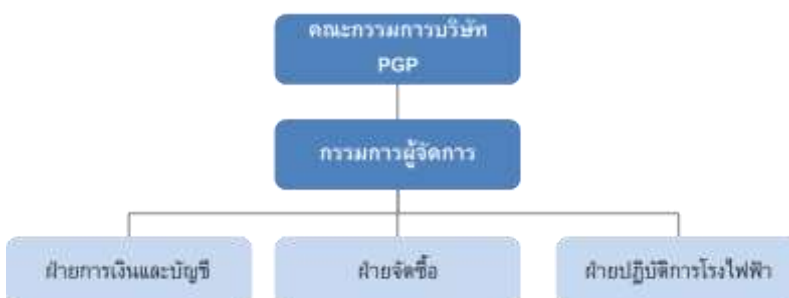 คณะกรรมการบริษัท
PGP
กรรมการผู้จัดการ
ฝ่ายการเงินและบัญชี
ฝ่ายจัดซื้อ
ฝ่ายปฏิบัติการโรงไฟฟ้า